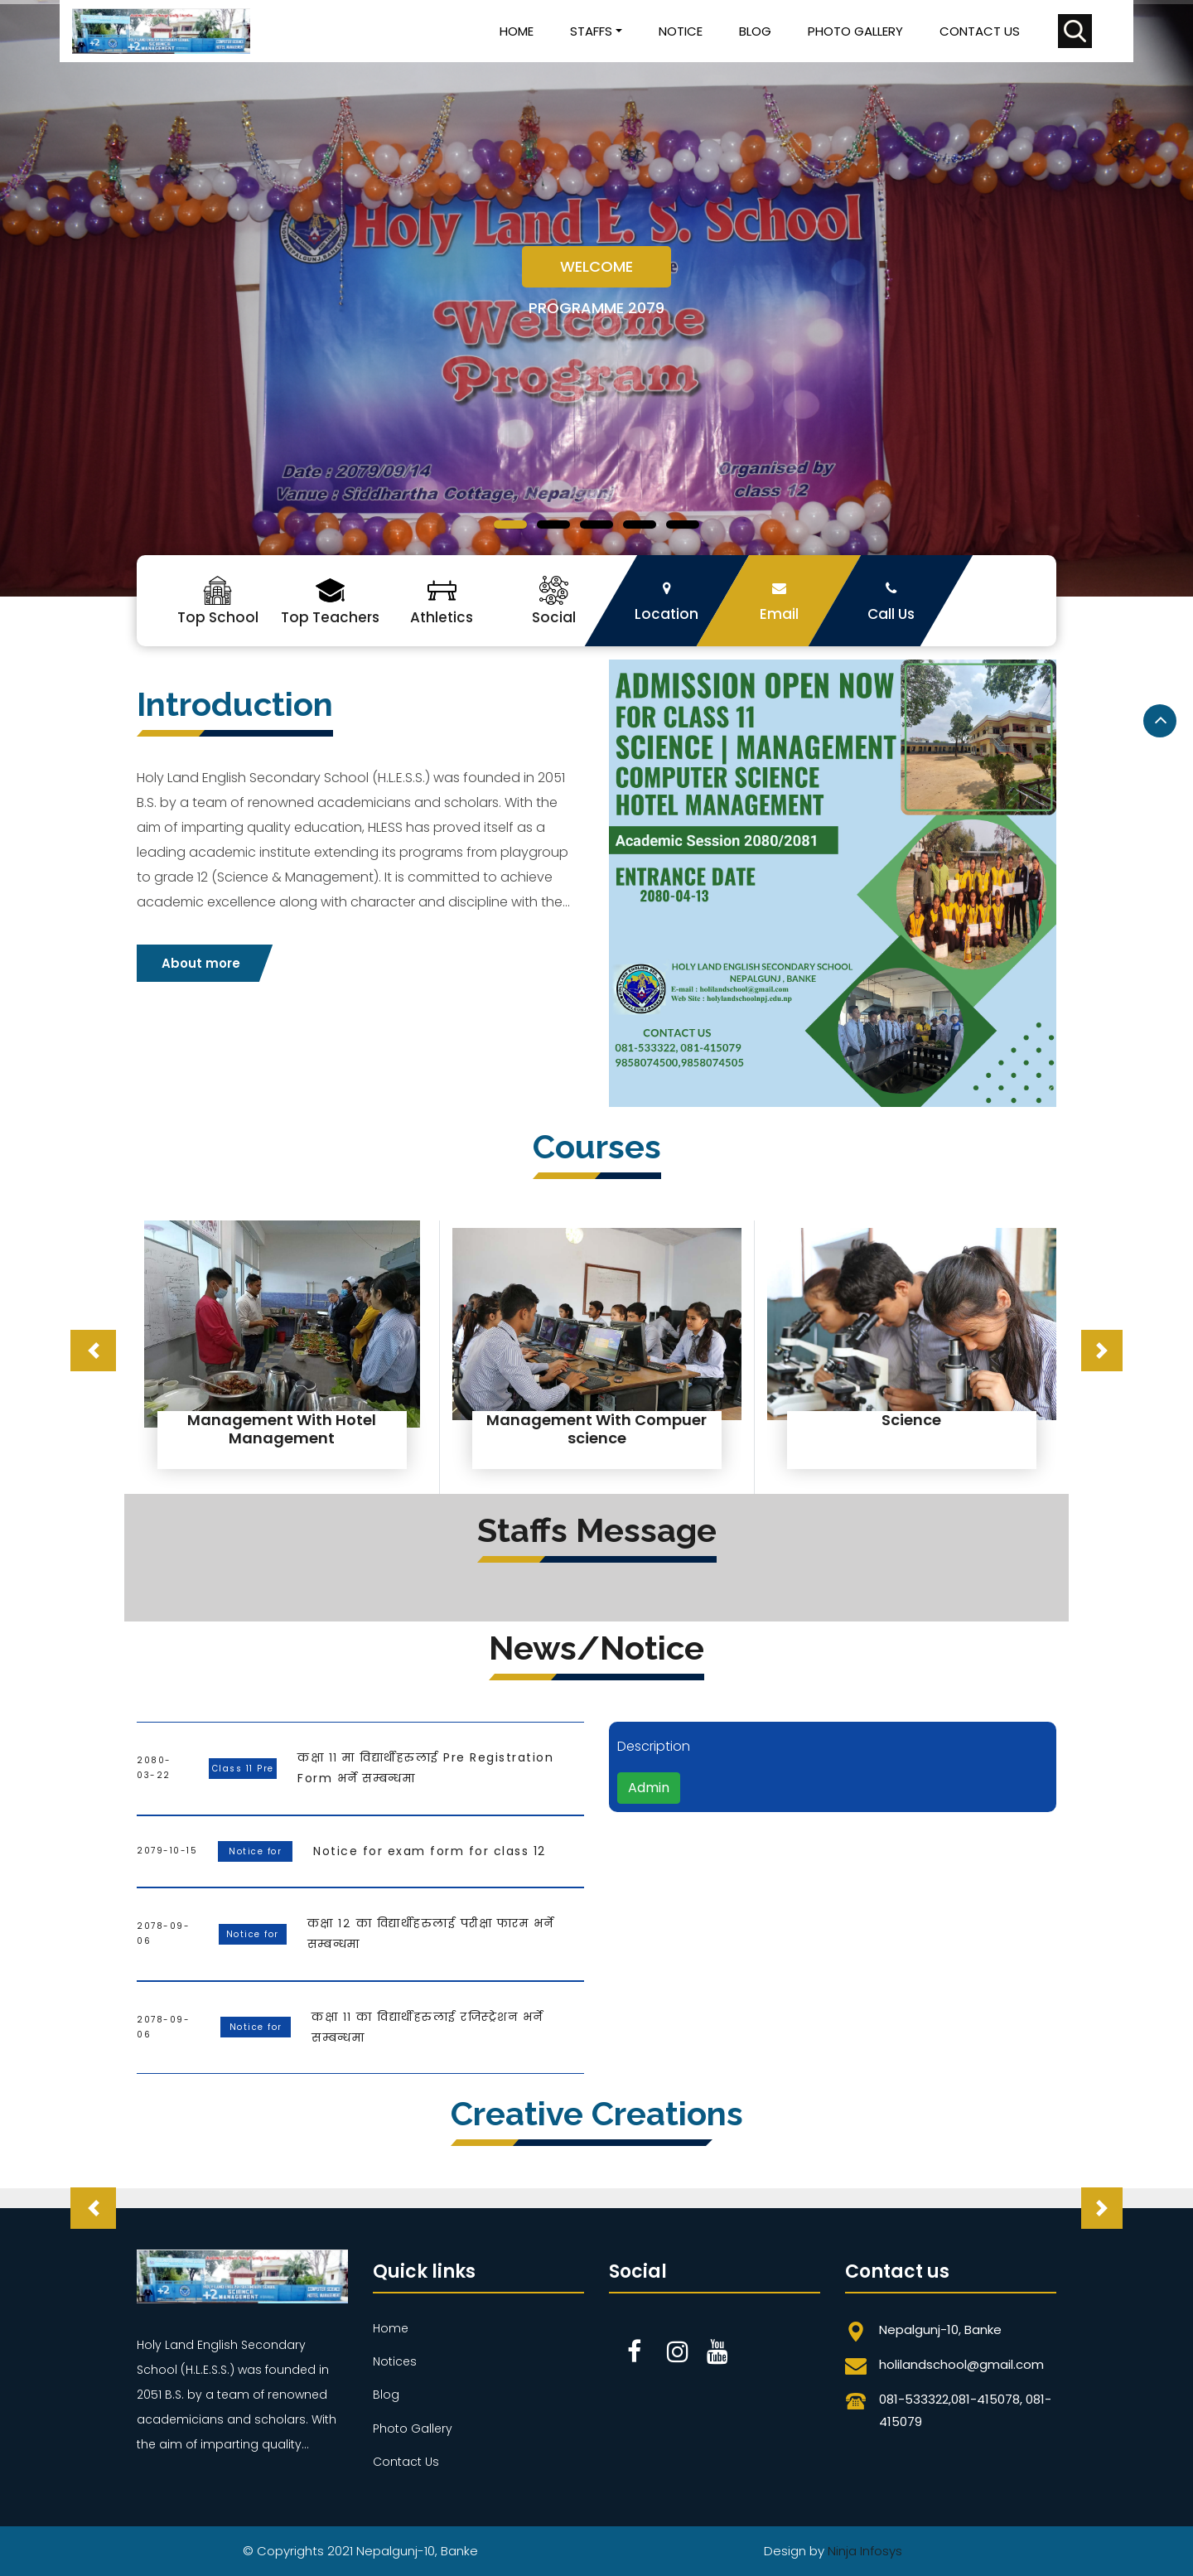 HOME STAFFS NOTICE BLOG PHOTO GALLERY CONTACT US
Holy Land E. S. School
WELCOME
PROGRAMME 2079
Welcome
Program
Date : 2079/09/14
Vanue : Siddhartha Cottage, Nepalgunj
Organised by
class 12
Top School
Top Teachers
Athletics
Social
Location
Email
Call Us
Introduction
Holy Land English Secondary School (H.L.E.S.S.) was founded in 2051
B.S. by a team of renowned academicians and scholars. With the
aim of imparting quality education, HLESS has proved itself as a
leading academic institute extending its programs from playgroup
to grade 12 (Science & Management). It is committed to achieve
academic excellence along with character and discipline with the...
About more
ADMISSION OPEN NOW
FOR CLASS 11
SCIENCE | MANAGEMENT
COMPUTER SCIENCE
HOTEL MANAGEMENT
Academic Session 2080/2081
ENTRANCE DATE
2080-04-13
HOLY LAND ENGLISH SECONDARY SCHOOL
NEPALGUNJ , BANKE
E-mail : holilandschool@gmail.com
Web Site : holylandschoolnpj.edu.np
CONTACT US
081-533322, 081-415079
9858074500,9858074505
Courses
Management With Hotel
Management
Management With Compuer
science
Science
Staffs Message
News/Notice
2080-
03-22
Class 11 Pre
कक्षा 11 मा विद्यार्थीहरुलाई Pre Registration
Form भर्ने सम्बन्धमा
2079-10-15
Notice for
Notice for exam form for class 12
2078-09-
06
Notice for
कक्षा 12 का विद्यार्थीहरुलाई परीक्षा फारम भर्ने
सम्बन्धमा
2078-09-
06
Notice for
कक्षा 11 का विद्यार्थीहरुलाई रजिस्ट्रेशन भर्ने
सम्बन्धमा
Description
Admin
Creative Creations
+2
SCIENCE
MANAGEMENT
Holy Land English Secondary
School (H.L.E.S.S.) was founded in
2051 B.S. by a team of renowned
academicians and scholars. With
the aim of imparting quality...
Quick links
Home
Notices
Blog
Photo Gallery
Contact Us
Social
You
Tube
Contact us
Nepalgunj-10, Banke
holilandschool@gmail.com
081-533322,081-415078, 081-
415079
© Copyrights 2021 Nepalgunj-10, Banke
Design by Ninja Infosys